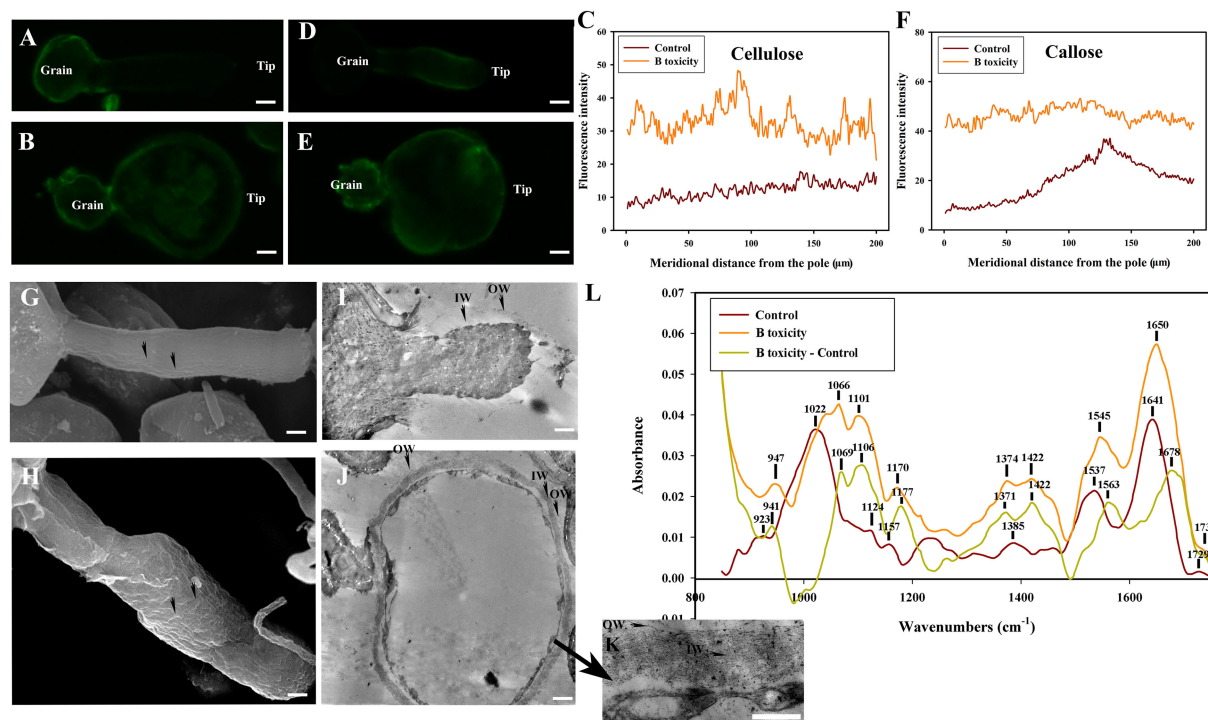 A
Grain
Tip
B
Grain
Tip
D
Grain
Tip
E
Grain
Tip
C
Cellulose
Control
B toxicity
Fluorescence intensity
60
50
40
30
20
10
0
0 50 100 150 200
Meridional distance from the pole (μm)
F
Callose
Control
B toxicity
Fluorescence intensity
80
60
40
20
0
0 50 100 150 200
Meridional distance from the pole (μm)
G
H
I
IW
OW
J
OW
IW
OW
K
OW
IW
L
Control
B toxicity
B toxicity - Control
Absorbance
0.07
0.06
0.05
0.04
0.03
0.02
0.01
0.00
800 1000 1200 1400 1600
Wavenumbers (cm-1)
947
941
923
1022
1066
1101
1069
1106
1124
1157
1170
1177
1374
1422
1371
1422
1385
1545
1537
1563
1650
1641
1678
1729